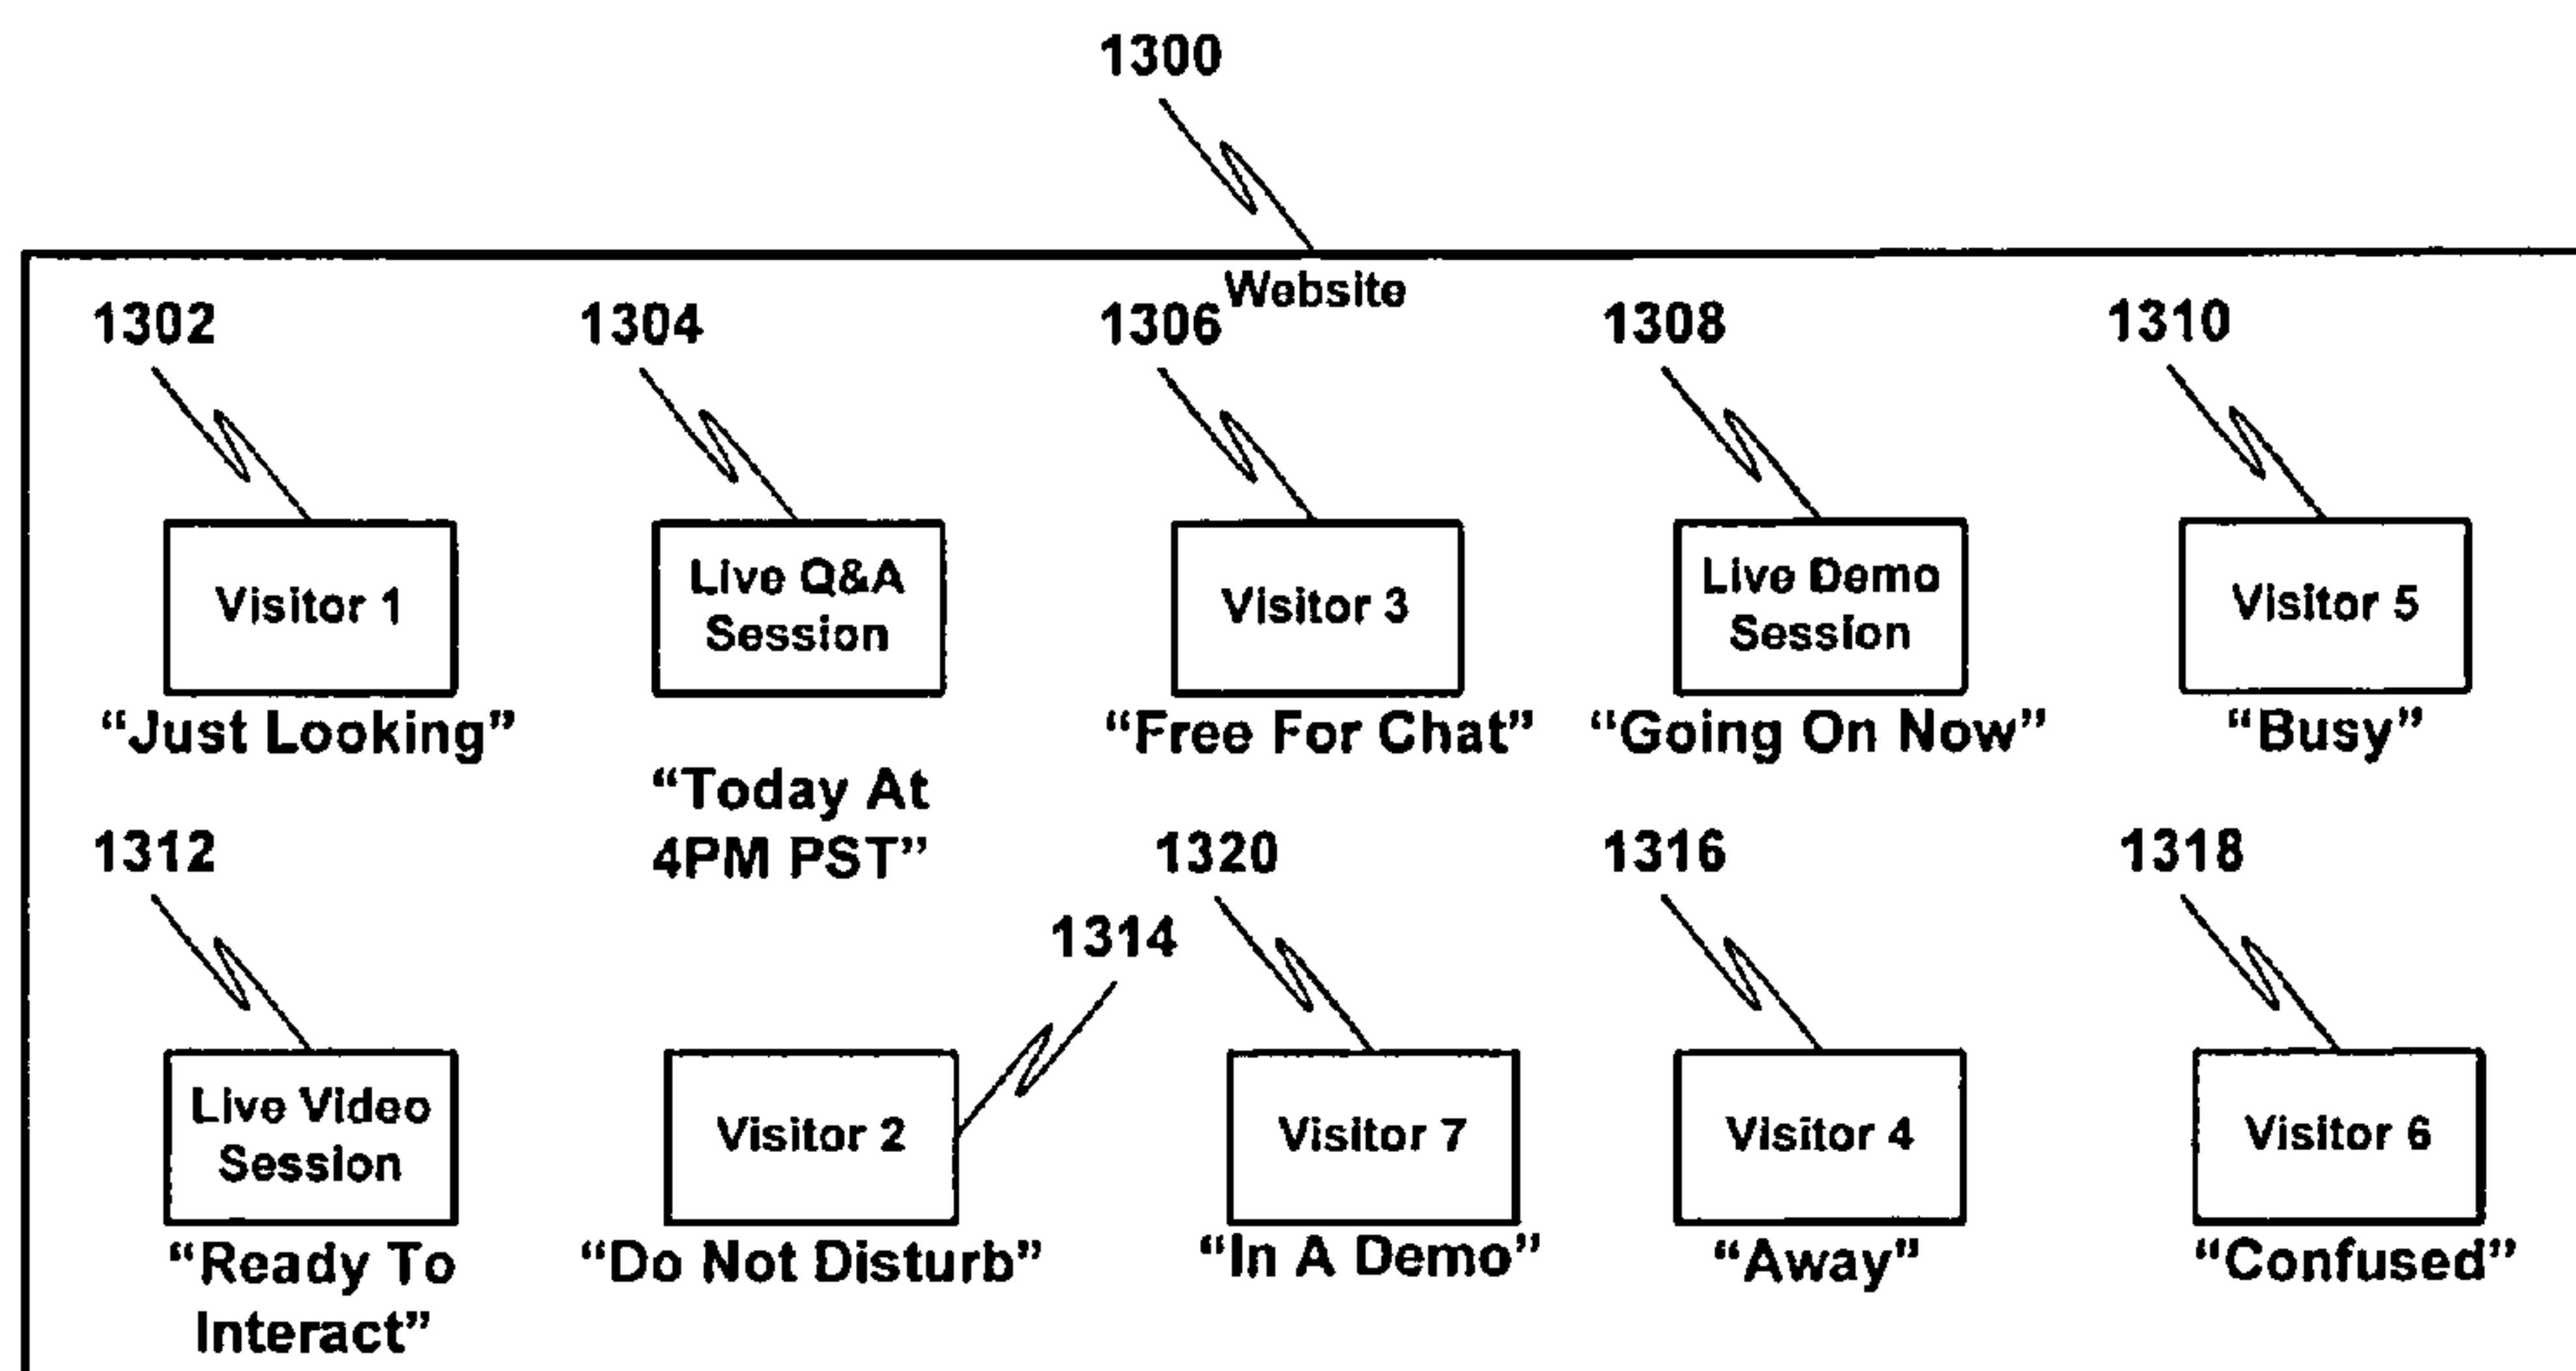 1300
Website
1302
1304
1306
1308
1310
Visitor 1
Live Q&A
Session
Visitor 3
Live Demo
Session
Visitor 5
“Just Looking”
“Today At
4PM PST”
“Free For Chat”
“Going On Now”
“Busy”
1312
1314
1320
1316
1318
Live Video
Session
Visitor 2
Visitor 7
Visitor 4
Visitor 6
“Ready To
Interact”
“Do Not Disturb”
“In A Demo”
“Away”
“Confused”